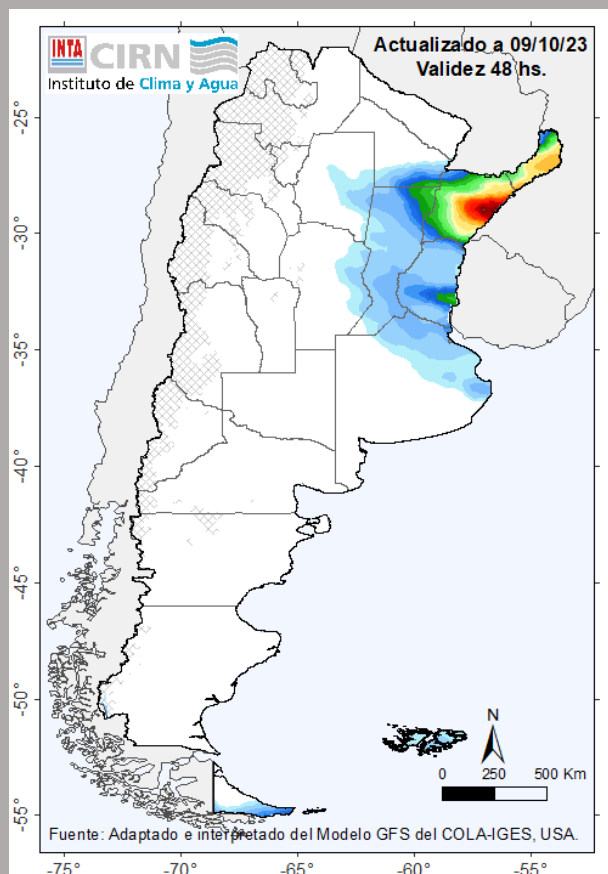 INTA CIRN
Instituto de Clima y Agua
Actualizado a 09/10/23
Validez 48 hs.
-25°
-30°
-35°
-40°
-45°
-50°
-55°
N
0 250 500 Km
Fuente: Adaptado e interpretado del Modelo GFS del COLA-IGES, USA.
-75° -70° -65° -60° -55°